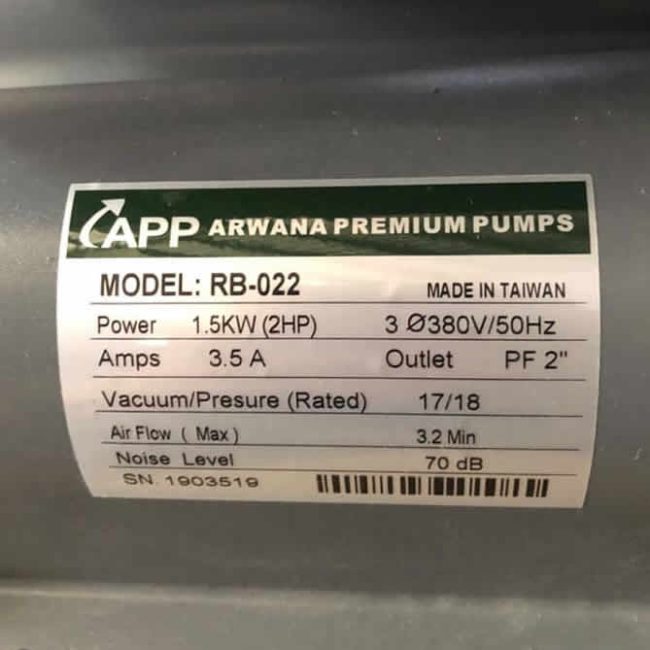 APP ARWANA PREMIUM PUMPS
MODEL: RB-022 MADE IN TAIWAN
Power 1.5KW (2HP) 3 Ø380V/50Hz
Amps 3.5 A Outlet PF 2"
Vacuum/Presure (Rated) 17/18
Air Flow ( Max ) 3.2 Min
Noise Level 70 dB
SN. 1903519